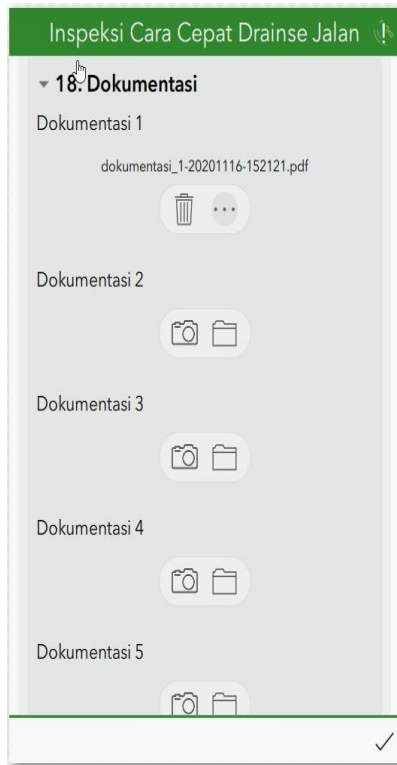 Inspeksi Cara Cepat Drainse Jalan
18. Dokumentasi
Dokumentasi 1
dokumentasi_1-20201116-152121.pdf
Dokumentasi 2
Dokumentasi 3
Dokumentasi 4
Dokumentasi 5